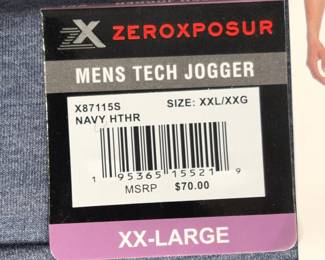 ZEROXPOSUR
MENS TECH JOGGER
X87115S SIZE: XXL/XXG
NAVY HTHR
1 95365 15521 9
MSRP $70.00
XX-LARGE